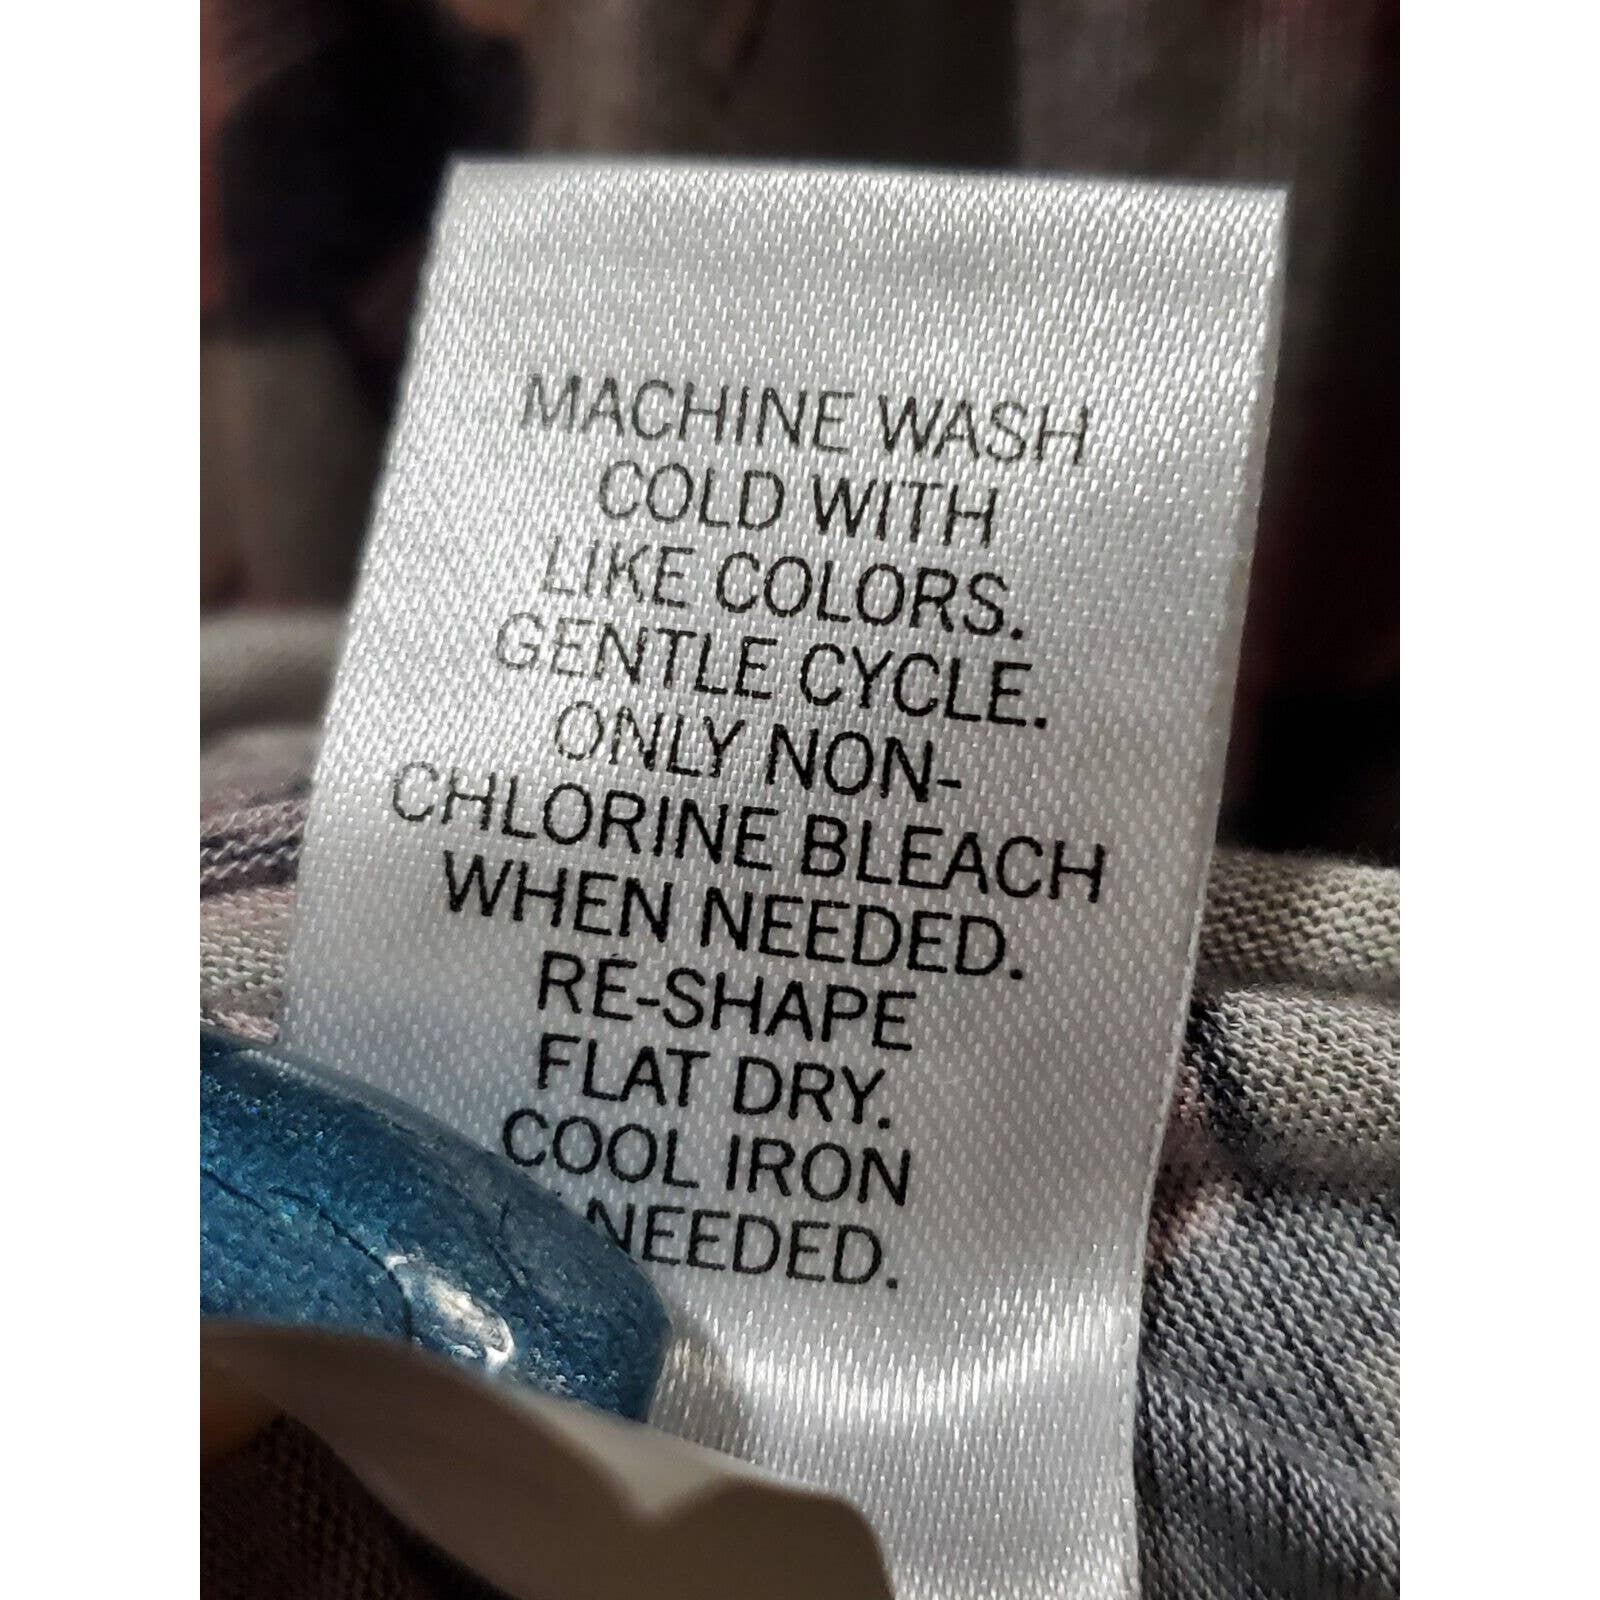 MACHINE WASH
COLD WITH
LIKE COLORS.
GENTLE CYCLE.
ONLY NON-
CHLORINE BLEACH
WHEN NEEDED.
RE-SHAPE
FLAT DRY.
COOL IRON
NEEDED.